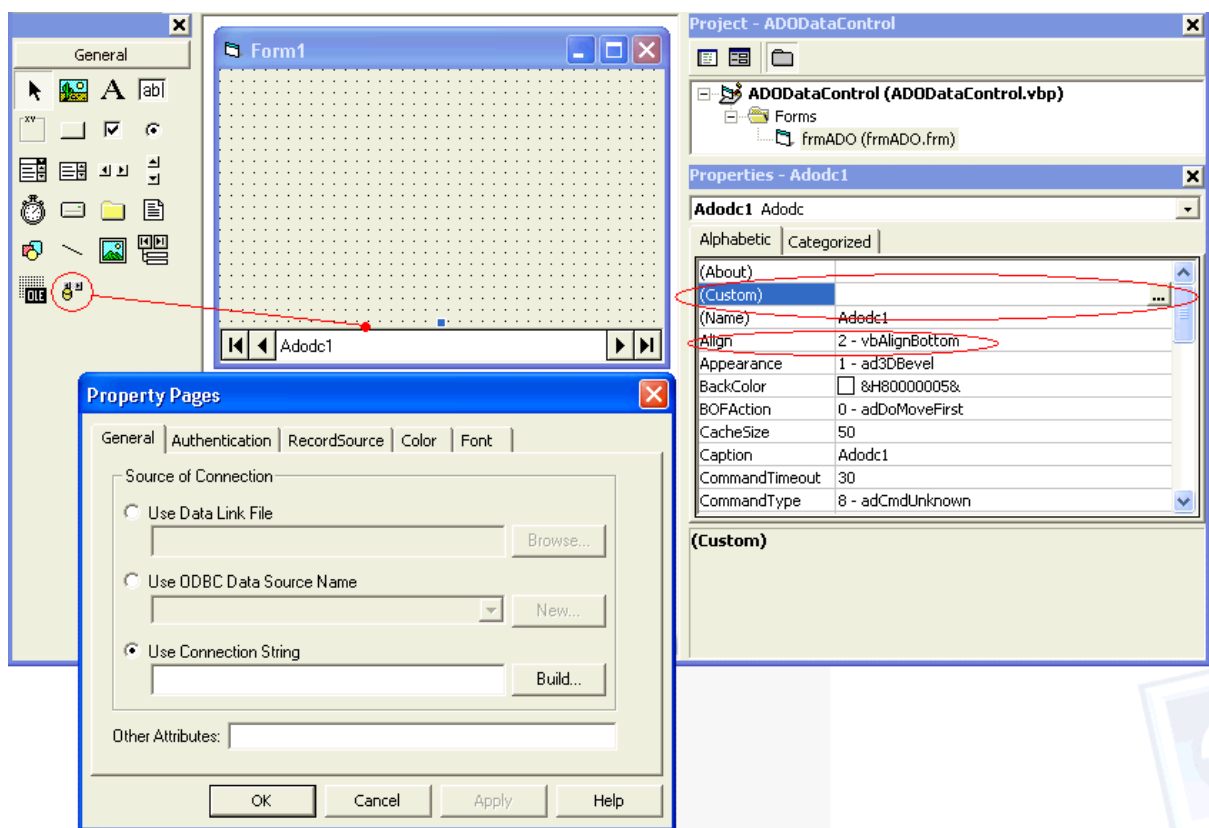 General
A
ab|
xy
OLE
Form1
Adodc1
Project - ADODataControl
ADODataControl (ADODataControl.vbp)
Forms
frmADO (frmADO.frm)
Properties - Adodc1
Adodc1 Adodc
Alphabetic Categorized
(About)
(Custom) ...
(Name) Adodc1
Align 2 - vbAlignBottom
Appearance 1 - ad3DBevel
BackColor &H80000005&
BOFAction 0 - adDoMoveFirst
CacheSize 50
Caption Adodc1
CommandTimeout 30
CommandType 8 - adCmdUnknown
(Custom)
Property Pages
General Authentication RecordSource Color Font
Source of Connection
Use Data Link File
Browse...
Use ODBC Data Source Name
New...
Use Connection String
Build...
Other Attributes:
OK Cancel Apply Help